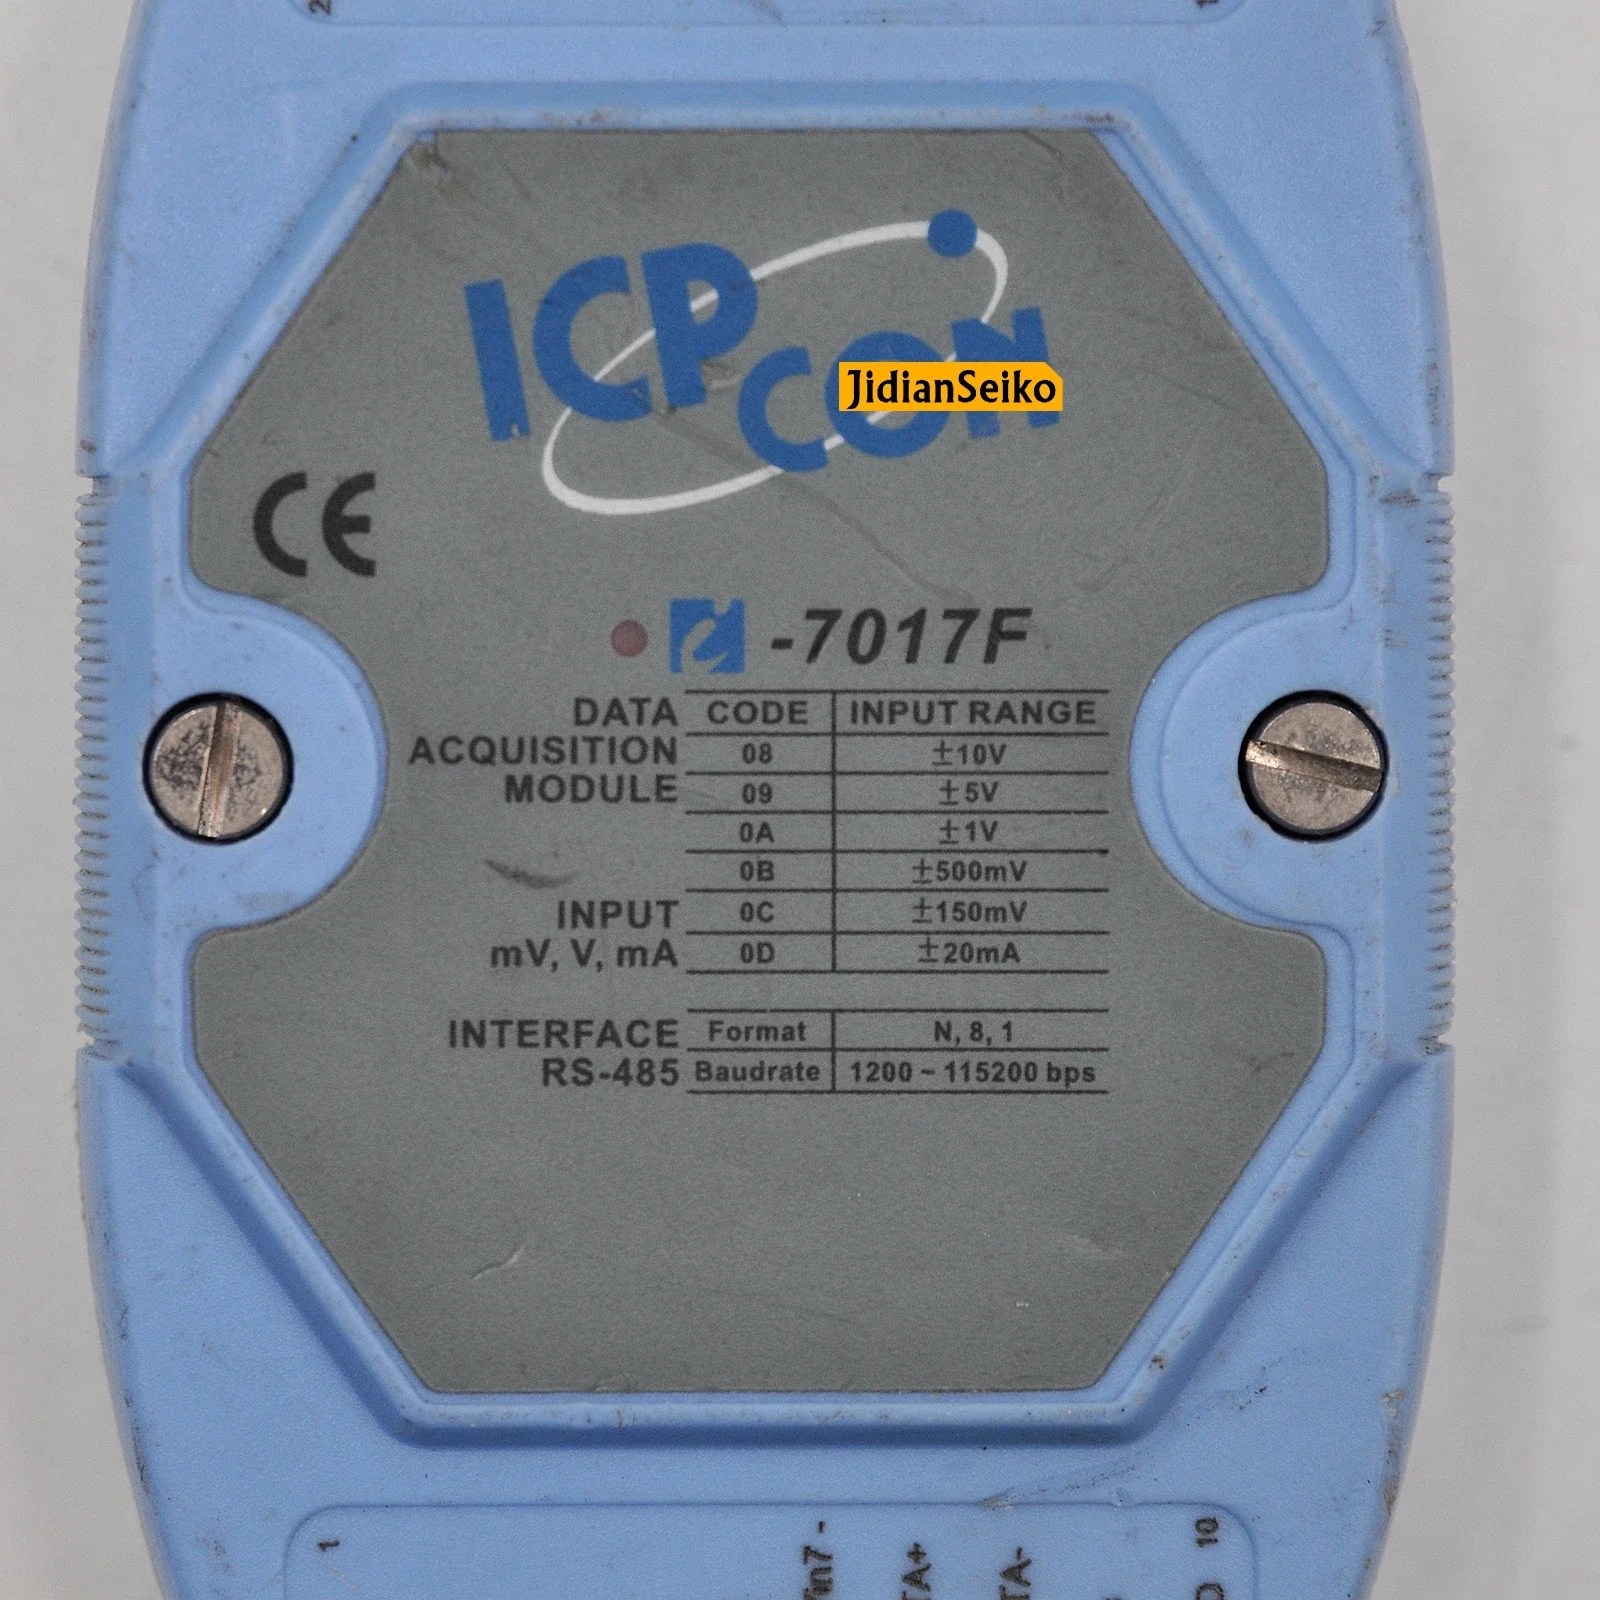 ICP CON
JidianSeiko
CE
-7017F
DATA ACQUISITION MODULE
CODE INPUT RANGE
08 ±10V
09 ±5V
0A ±1V
0B ±500mV
INPUT 0C ±150mV
mV, V, mA 0D ±20mA
INTERFACE Format N, 8, 1
RS-485 Baudrate 1200 ~ 115200 bps
1
10